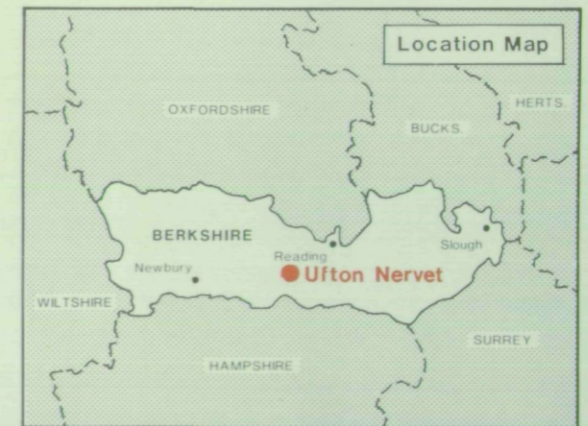 Location Map
OXFORDSHIRE
HERTS.
BUCKS.
BERKSHIRE
Reading
Slough
Newbury
Ufton Nervet
WILTSHIRE
SURREY
HAMPSHIRE